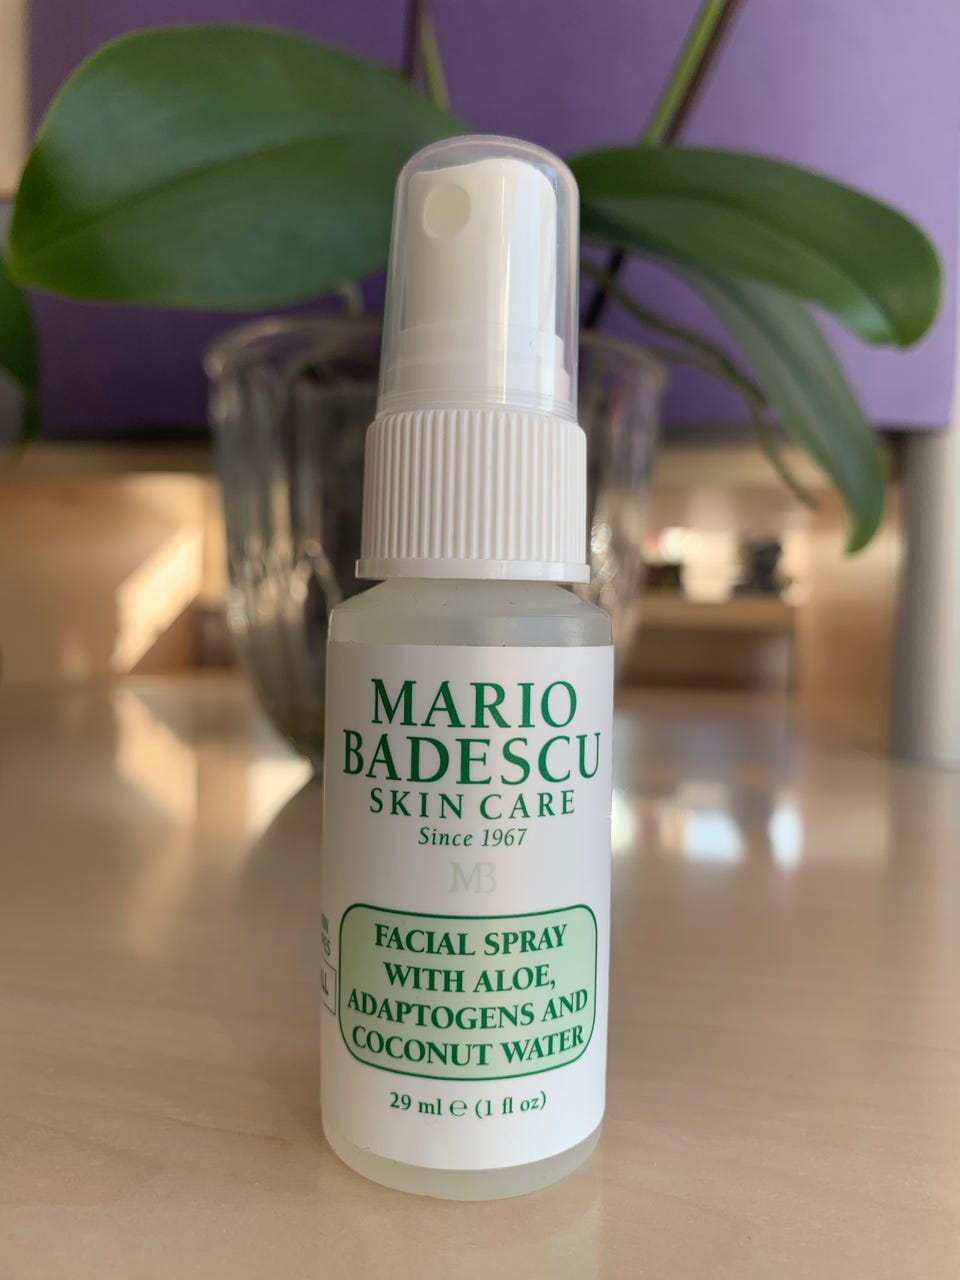 MARIO
BADESCU
SKIN CARE
Since 1967
MB
FACIAL SPRAY
WITH ALOE,
ADAPTOGENS AND
COCONUT WATER
29 ml ℮ (1 fl oz)